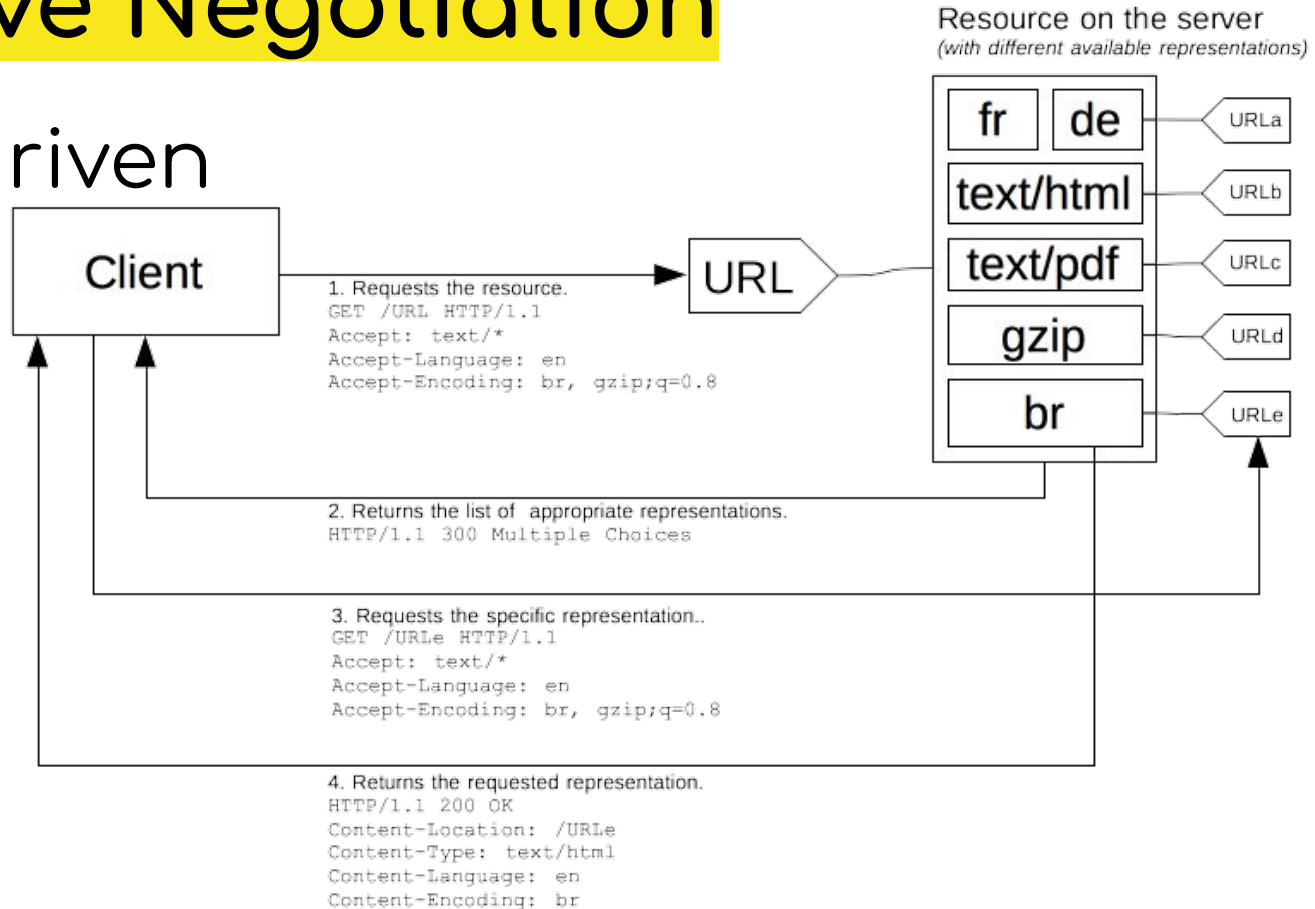 ve Negotiation
riven
Resource on the server
(with different available representations)
fr de URLa
text/html URLb
text/pdf URLc
gzip URLd
br URLe
Client
URL
1. Requests the resource.
GET /URL HTTP/1.1
Accept: text/*
Accept-Language: en
Accept-Encoding: br, gzip;q=0.8
2. Returns the list of appropriate representations.
HTTP/1.1 300 Multiple Choices
3. Requests the specific representation..
GET /URLe HTTP/1.1
Accept: text/*
Accept-Language: en
Accept-Encoding: br, gzip;q=0.8
4. Returns the requested representation.
HTTP/1.1 200 OK
Content-Location: /URLe
Content-Type: text/html
Content-Language: en
Content-Encoding: br